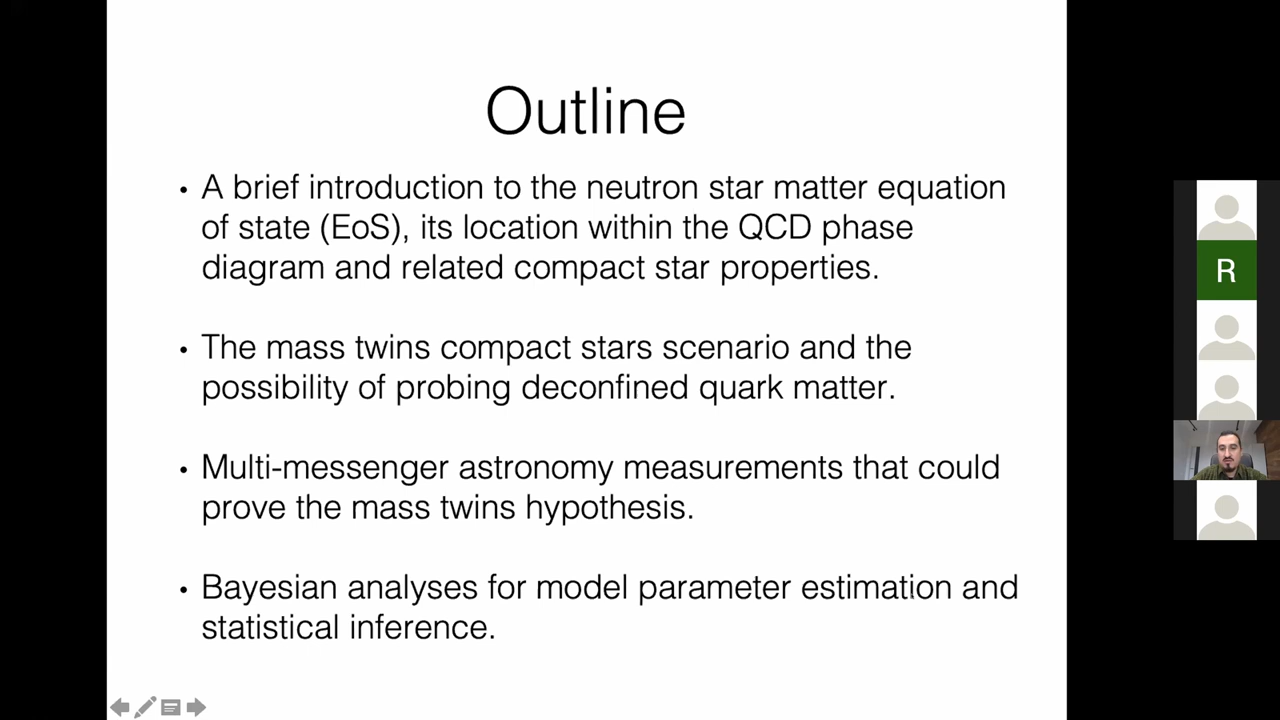 Outline
• A brief introduction to the neutron star matter equation
of state (EoS), its location within the QCD phase
diagram and related compact star properties.
• The mass twins compact stars scenario and the
possibility of probing deconfined quark matter.
• Multi-messenger astronomy measurements that could
prove the mass twins hypothesis.
• Bayesian analyses for model parameter estimation and
statistical inference.
R